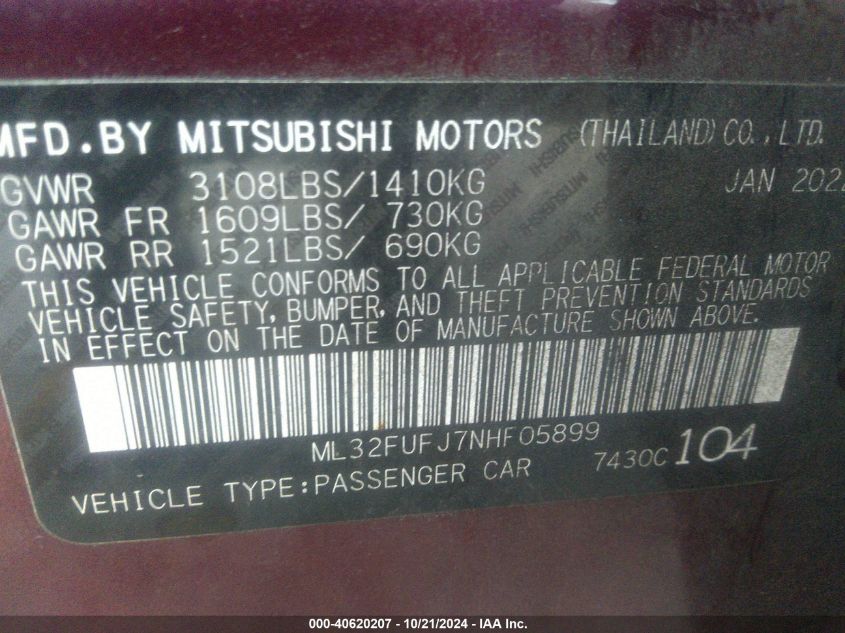 MFD.BY MITSUBISHI MOTORS (THAILAND) CO., LTD.
GVWR 3108LBS/1410KG JAN 2022
GAWR FR 1609LBS/ 730KG
GAWR RR 1521LBS/ 690KG
THIS VEHICLE CONFORMS TO ALL APPLICABLE FEDERAL MOTOR
VEHICLE SAFETY, BUMPER, AND THEFT PREVENTION STANDARDS
IN EFFECT ON THE DATE OF MANUFACTURE SHOWN ABOVE.
ML32FUFJ7NHF05899
VEHICLE TYPE:PASSENGER CAR 7430C 104
000-40620207 - 10/21/2024 - IAA Inc.